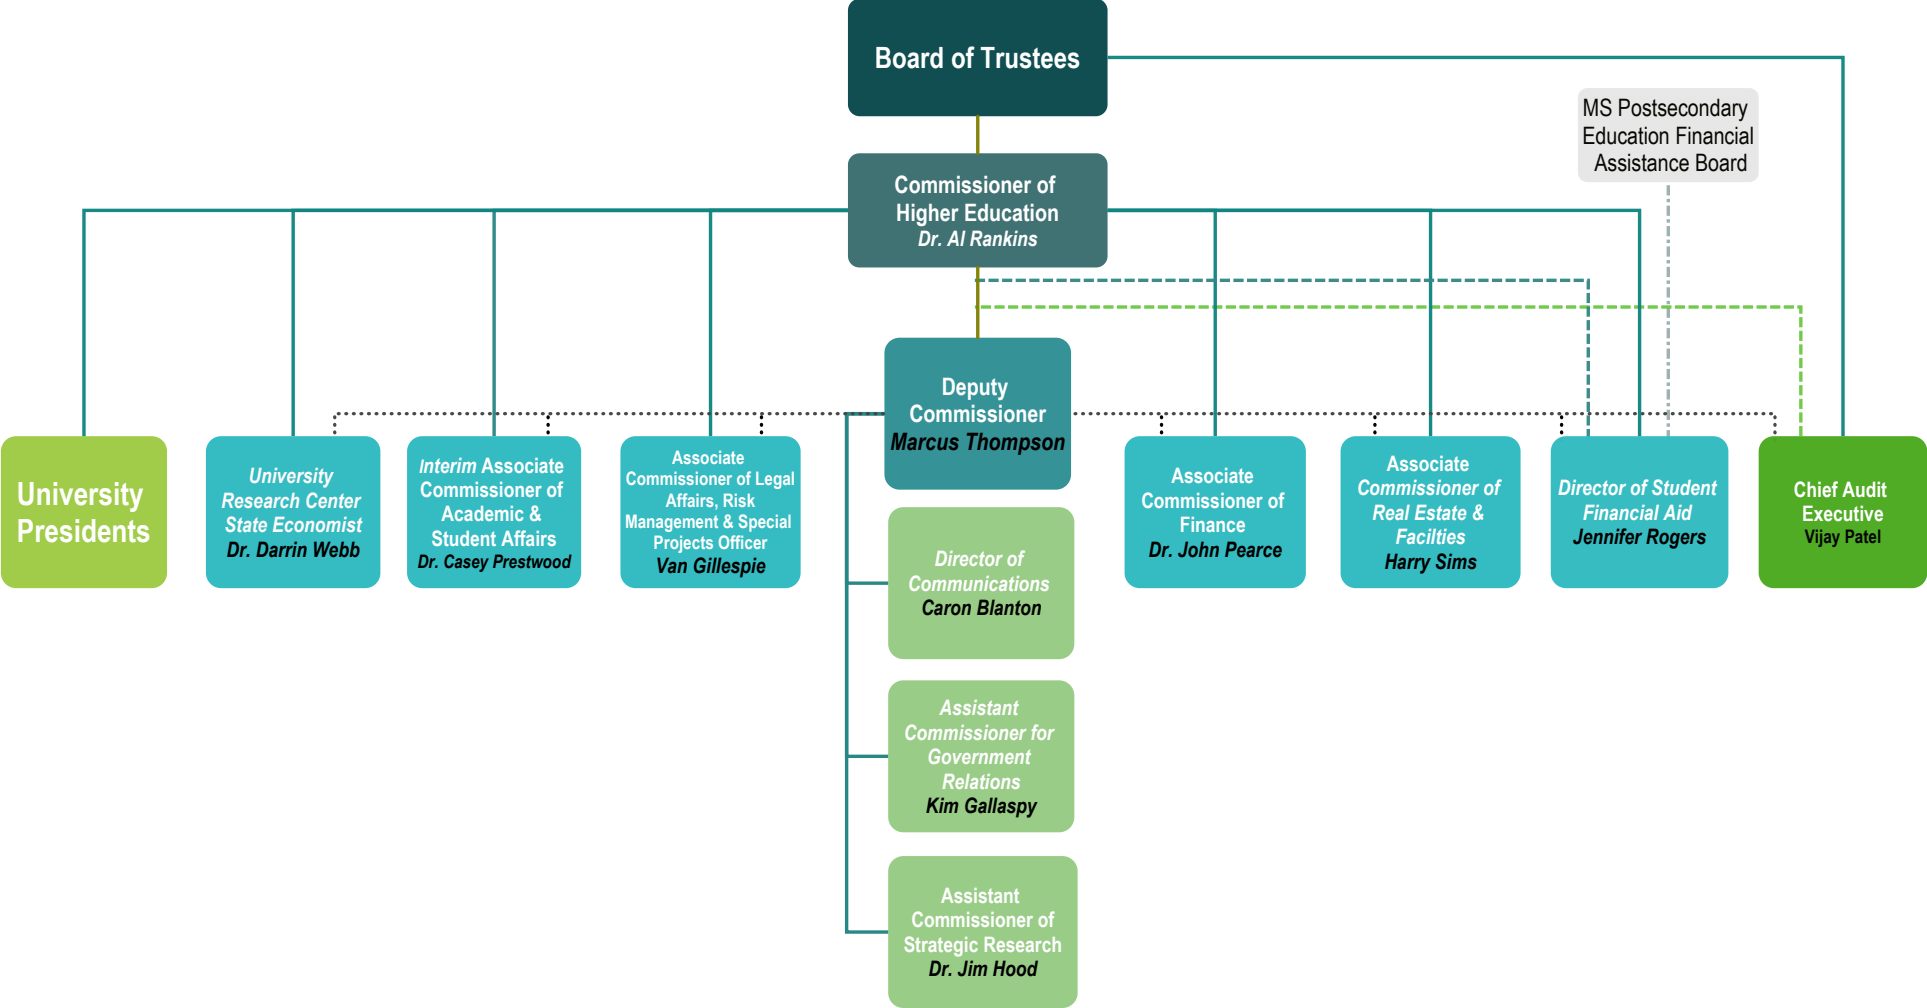 Board of Trustees
MS Postsecondary
Education Financial
Assistance Board
Commissioner of
Higher Education
Dr. Al Rankins
Deputy
Commissioner
Marcus Thompson
University
Presidents
University
Research Center
State Economist
Dr. Darrin Webb
Interim Associate
Commissioner of
Academic &
Student Affairs
Dr. Casey Prestwood
Associate
Commissioner of Legal
Affairs, Risk
Management & Special
Projects Officer
Van Gillespie
Associate
Commissioner of
Finance
Dr. John Pearce
Associate
Commissioner of
Real Estate &
Facilties
Harry Sims
Director of Student
Financial Aid
Jennifer Rogers
Chief Audit
Executive
Vijay Patel
Director of
Communications
Caron Blanton
Assistant
Commissioner for
Government
Relations
Kim Gallaspy
Assistant
Commissioner of
Strategic Research
Dr. Jim Hood